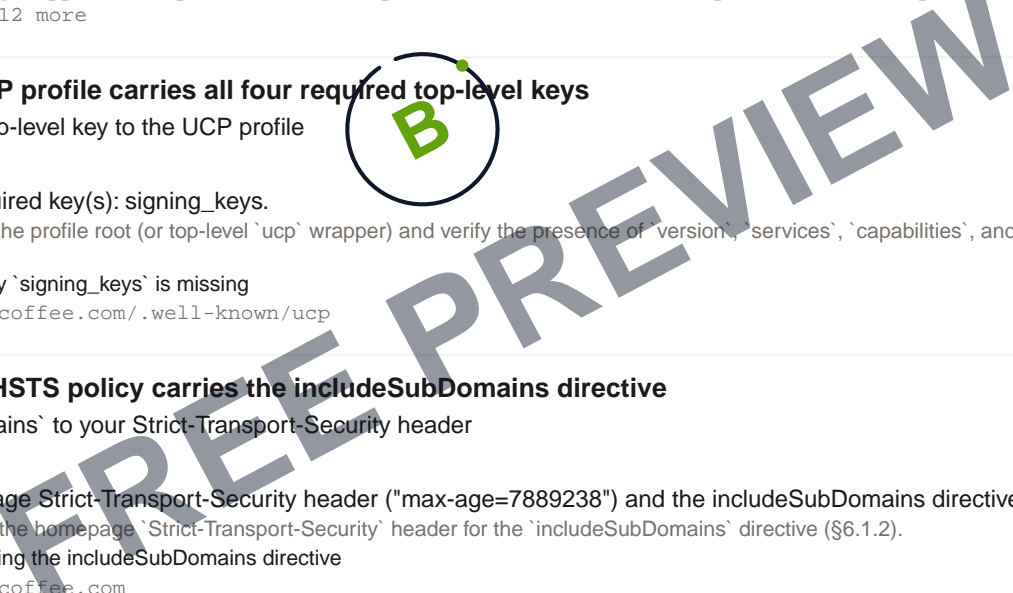 12 more
P profile carries all four required top-level keys
B
o-level key to the UCP profile
uired key(s): signing_keys.
the profile root (or top-level `ucp` wrapper) and verify the presence of `version`, `services`, `capabilities`, and
y `signing_keys` is missing
coffee.com/.well-known/ucp
FREE PREVIEW
HSTS policy carries the includeSubDomains directive
ains` to your Strict-Transport-Security header
age Strict-Transport-Security header ("max-age=7889238") and the includeSubDomains directive
the homepage `Strict-Transport-Security` header for the `includeSubDomains` directive (§6.1.2).
ing the includeSubDomains directive
coffee.com